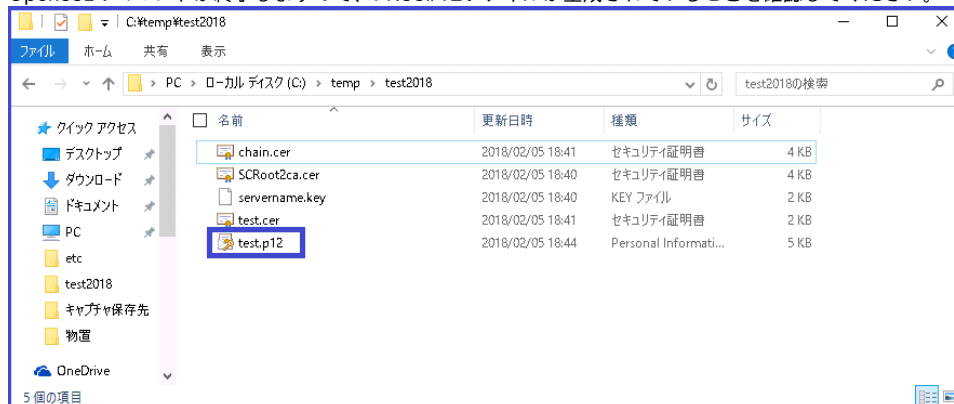 C:¥temp¥test2018
ファイル ホーム 共有 表示
PC › ローカル ディスク (C:) › temp › test2018
test2018の検索
名前 更新日時 種類 サイズ
chain.cer 2018/02/05 18:41 セキュリティ証明書 4 KB
SCRoot2ca.cer 2018/02/05 18:40 セキュリティ証明書 4 KB
servername.key 2018/02/05 18:40 KEY ファイル 2 KB
test.cer 2018/02/05 18:41 セキュリティ証明書 2 KB
test.p12 2018/02/05 18:44 Personal Informati... 5 KB
クイック アクセス
デスクトップ
ダウンロード
ドキュメント
PC
etc
test2018
キャプチャ保存先
物置
OneDrive
5 個の項目